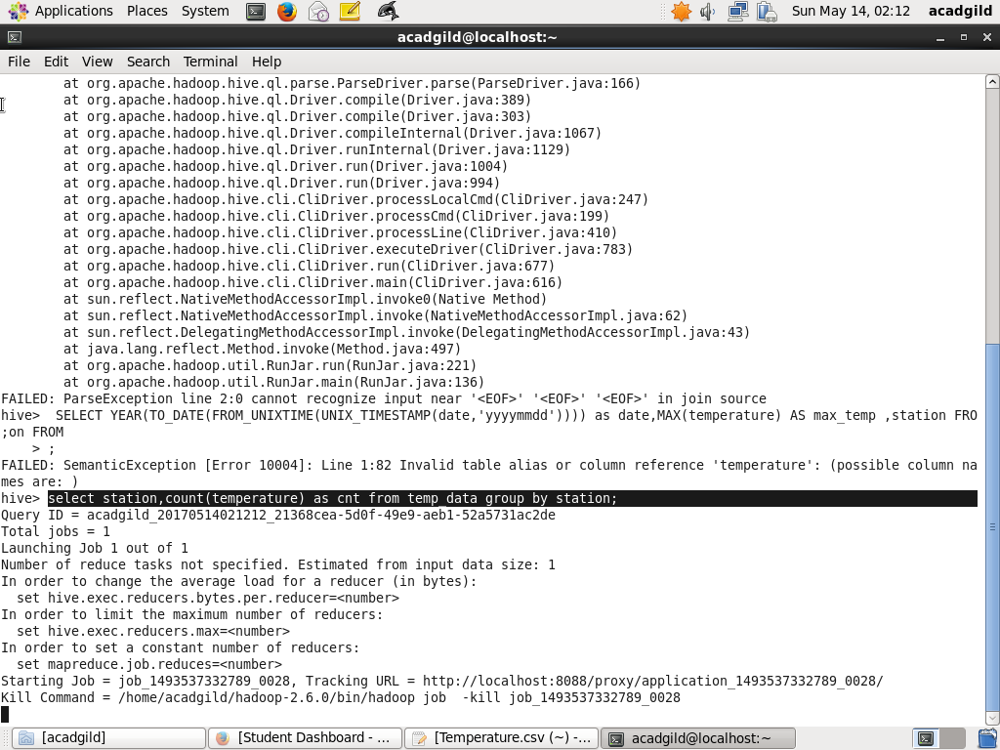 Applications Places System Sun May 14, 02:12 acadgild
acadgild@localhost:~
File Edit View Search Terminal Help
at org.apache.hadoop.hive.ql.parse.ParseDriver.parse(ParseDriver.java:166)
at org.apache.hadoop.hive.ql.Driver.compile(Driver.java:389)
at org.apache.hadoop.hive.ql.Driver.compile(Driver.java:303)
at org.apache.hadoop.hive.ql.Driver.compileInternal(Driver.java:1067)
at org.apache.hadoop.hive.ql.Driver.runInternal(Driver.java:1129)
at org.apache.hadoop.hive.ql.Driver.run(Driver.java:1004)
at org.apache.hadoop.hive.ql.Driver.run(Driver.java:994)
at org.apache.hadoop.hive.cli.CliDriver.processLocalCmd(CliDriver.java:247)
at org.apache.hadoop.hive.cli.CliDriver.processCmd(CliDriver.java:199)
at org.apache.hadoop.hive.cli.CliDriver.processLine(CliDriver.java:410)
at org.apache.hadoop.hive.cli.CliDriver.executeDriver(CliDriver.java:783)
at org.apache.hadoop.hive.cli.CliDriver.run(CliDriver.java:677)
at org.apache.hadoop.hive.cli.CliDriver.main(CliDriver.java:616)
at sun.reflect.NativeMethodAccessorImpl.invoke0(Native Method)
at sun.reflect.NativeMethodAccessorImpl.invoke(NativeMethodAccessorImpl.java:62)
at sun.reflect.DelegatingMethodAccessorImpl.invoke(DelegatingMethodAccessorImpl.java:43)
at java.lang.reflect.Method.invoke(Method.java:497)
at org.apache.hadoop.util.RunJar.run(RunJar.java:221)
at org.apache.hadoop.util.RunJar.main(RunJar.java:136)
FAILED: ParseException line 2:0 cannot recognize input near '<EOF>' '<EOF>' '<EOF>' in join source
hive>  SELECT YEAR(TO_DATE(FROM_UNIXTIME(UNIX_TIMESTAMP(date,'yyyymmdd')))) as date,MAX(temperature) AS max_temp ,station FRO
;on FROM
    > ;
FAILED: SemanticException [Error 10004]: Line 1:82 Invalid table alias or column reference 'temperature': (possible column na
mes are: )
hive> select station,count(temperature) as cnt from temp_data group by station;
Query ID = acadgild_20170514021212_21368cea-5d0f-49e9-aeb1-52a5731ac2de
Total jobs = 1
Launching Job 1 out of 1
Number of reduce tasks not specified. Estimated from input data size: 1
In order to change the average load for a reducer (in bytes):
  set hive.exec.reducers.bytes.per.reducer=<number>
In order to limit the maximum number of reducers:
  set hive.exec.reducers.max=<number>
In order to set a constant number of reducers:
  set mapreduce.job.reduces=<number>
Starting Job = job_1493537332789_0028, Tracking URL = http://localhost:8088/proxy/application_1493537332789_0028/
Kill Command = /home/acadgild/hadoop-2.6.0/bin/hadoop job  -kill job_1493537332789_0028
[acadgild] [Student Dashboard - ... [Temperature.csv (~) -... acadgild@localhost:~